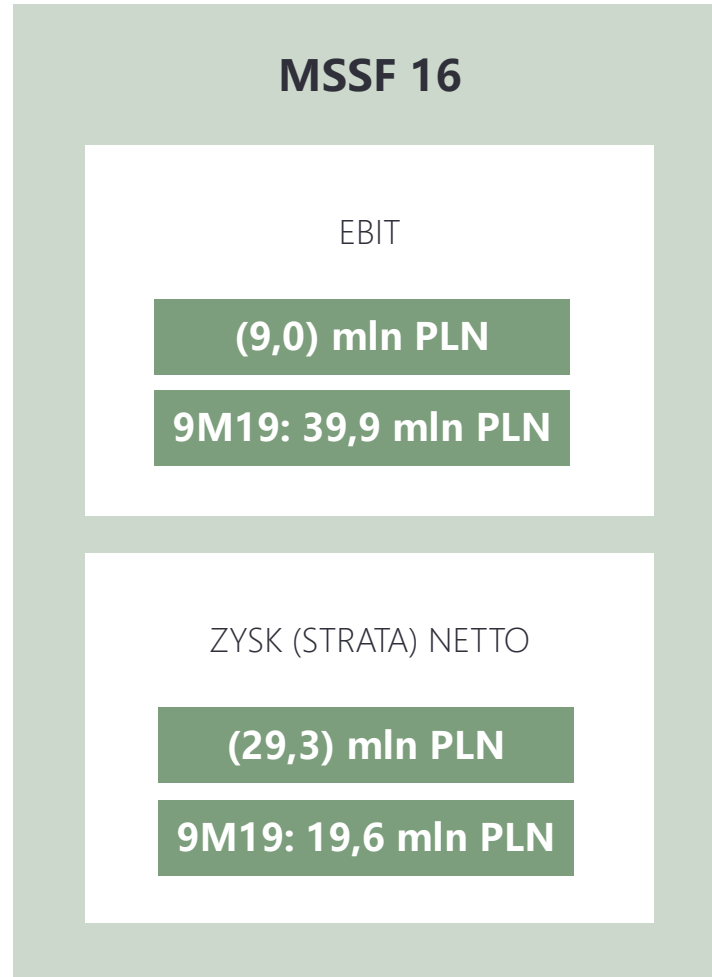 MSSF 16
EBIT
(9,0) mln PLN
9M19: 39,9 mln PLN
ZYSK (STRATA) NETTO
(29,3) mln PLN
9M19: 19,6 mln PLN